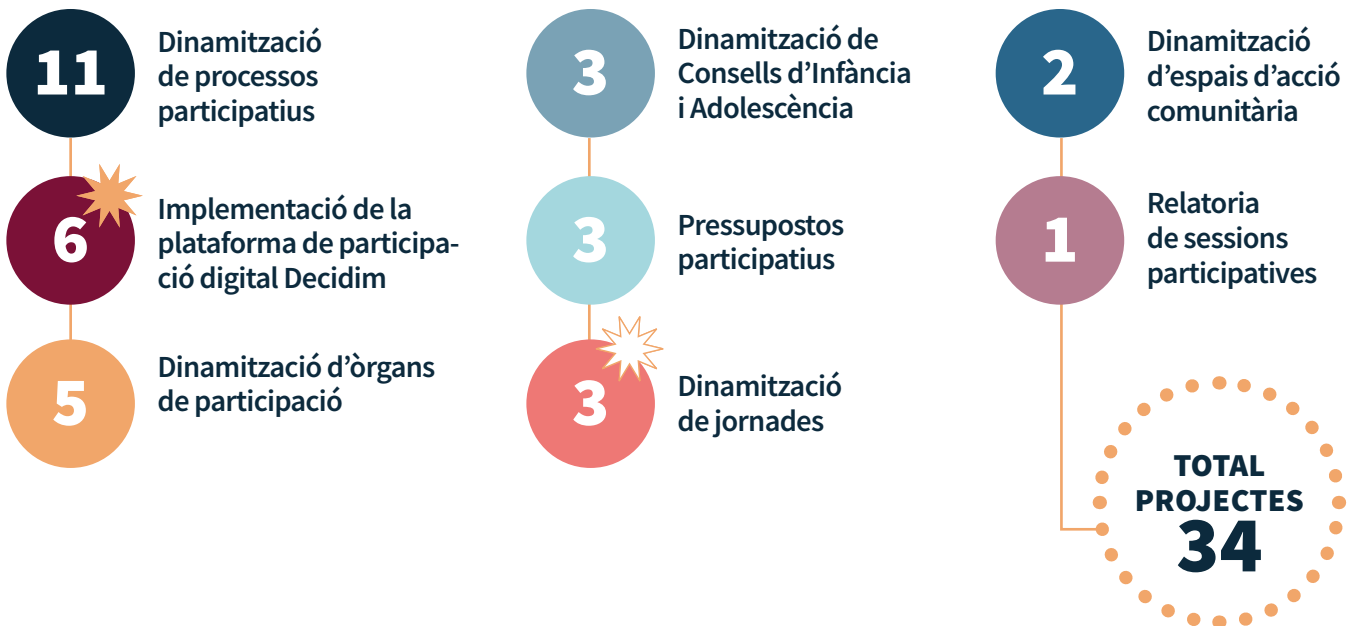 11
Dinamització
de processos
participatius
6
Implementació de la
plataforma de participa-
ció digital Decidim
5
Dinamització d’òrgans
de participació
3
Dinamització de
Consells d’Infància
i Adolescència
3
Pressupostos
participatius
3
Dinamització
de jornades
2
Dinamització
d’espais d’acció
comunitària
1
Relatoria
de sessions
participatives
TOTAL
PROJECTES
34